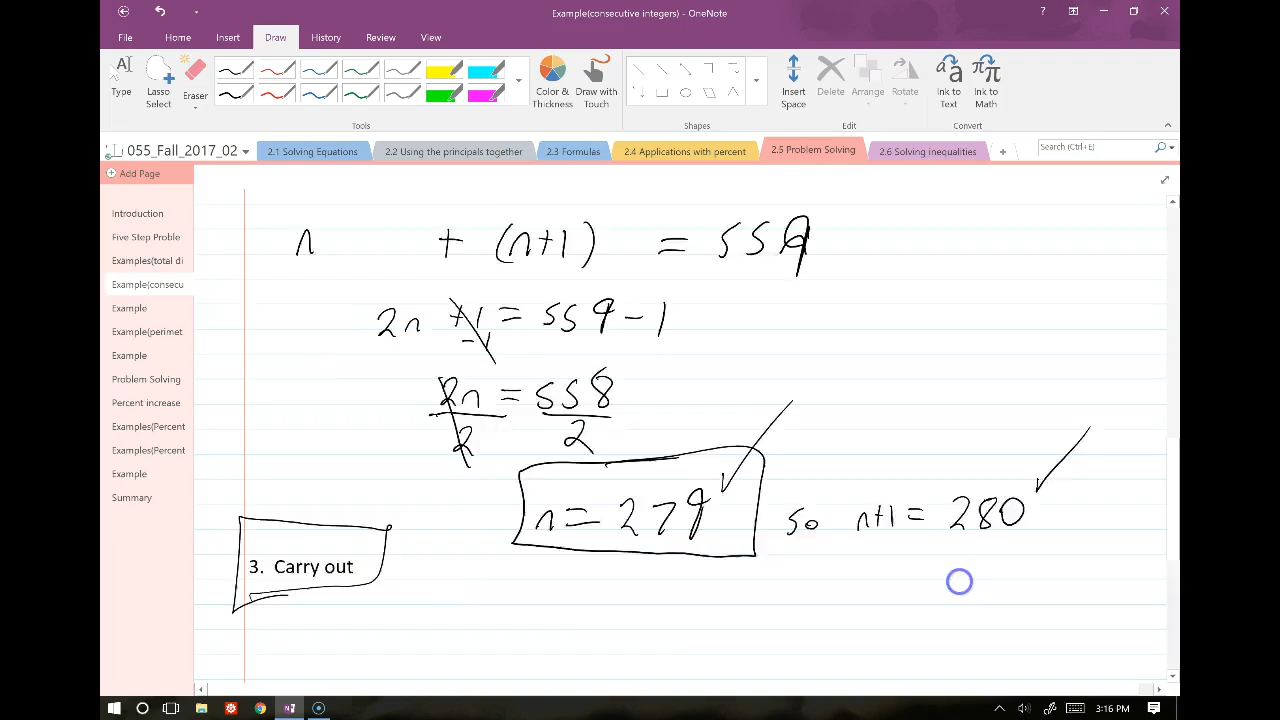 Example(consecutive integers) - OneNote
?
File Home Insert Draw History Review View
Type
Lasso Select
Eraser
Color & Thickness
Draw with Touch
Insert Space
Delete
Arrange
Rotate
Ink to Text
Ink to Math
Tools
Shapes
Edit
Convert
055_Fall_2017_02
2.1 Solving Equations
2.2 Using the principals together
2.3 Formulas
2.4 Applications with percent
2.5 Problem Solving
2.6 Solving inequalities
+
Search (Ctrl+E)
Add Page
Introduction
Five Step Proble
Examples(total di
Example(consecu
Example
Example(perimet
Example
Problem Solving
Percent increase
Examples(Percent
Examples(Percent
Example
Summary
n + (n+1) = 559
2n +1 = 559 - 1
-1
2n = 558
2 2
n = 279 so n+1 = 280
3. Carry out
3:16 PM